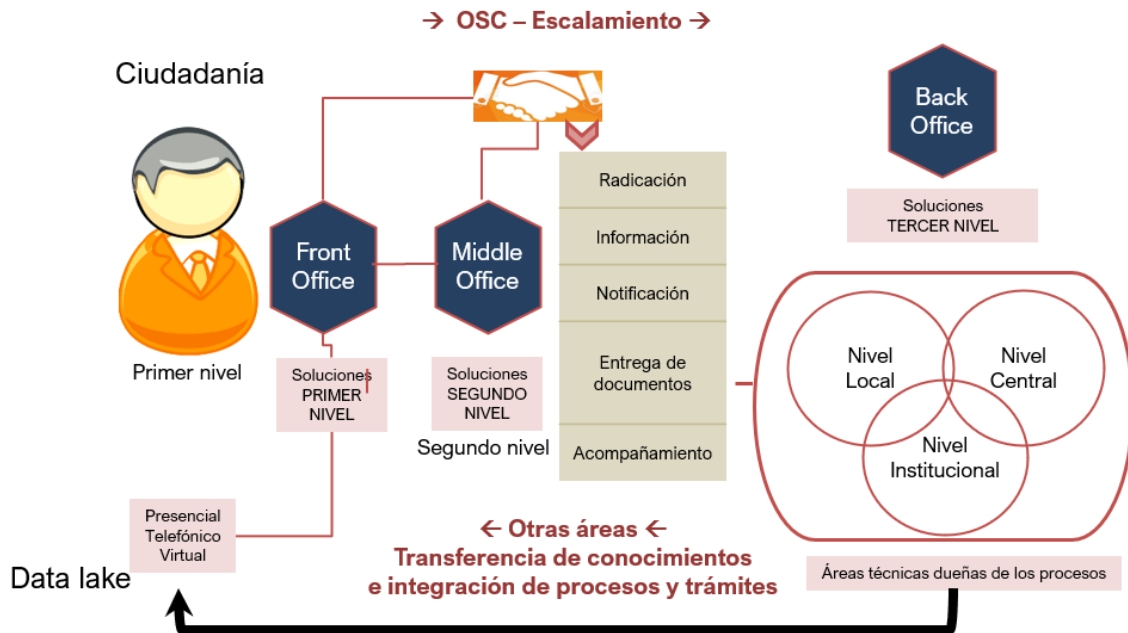 → OSC – Escalamiento →
Ciudadanía
Primer nivel
Front
Office
Middle
Office
Soluciones
PRIMER
NIVEL
Soluciones
SEGUNDO
NIVEL
Segundo nivel
Radicación
Información
Notificación
Entrega de
documentos
Acompañamiento
Back
Office
Soluciones
TERCER NIVEL
Nivel
Local
Nivel
Central
Nivel
Institucional
Áreas técnicas dueñas de los procesos
Presencial
Telefónico
Virtual
Data lake
← Otras áreas ←
Transferencia de conocimientos
e integración de procesos y trámites